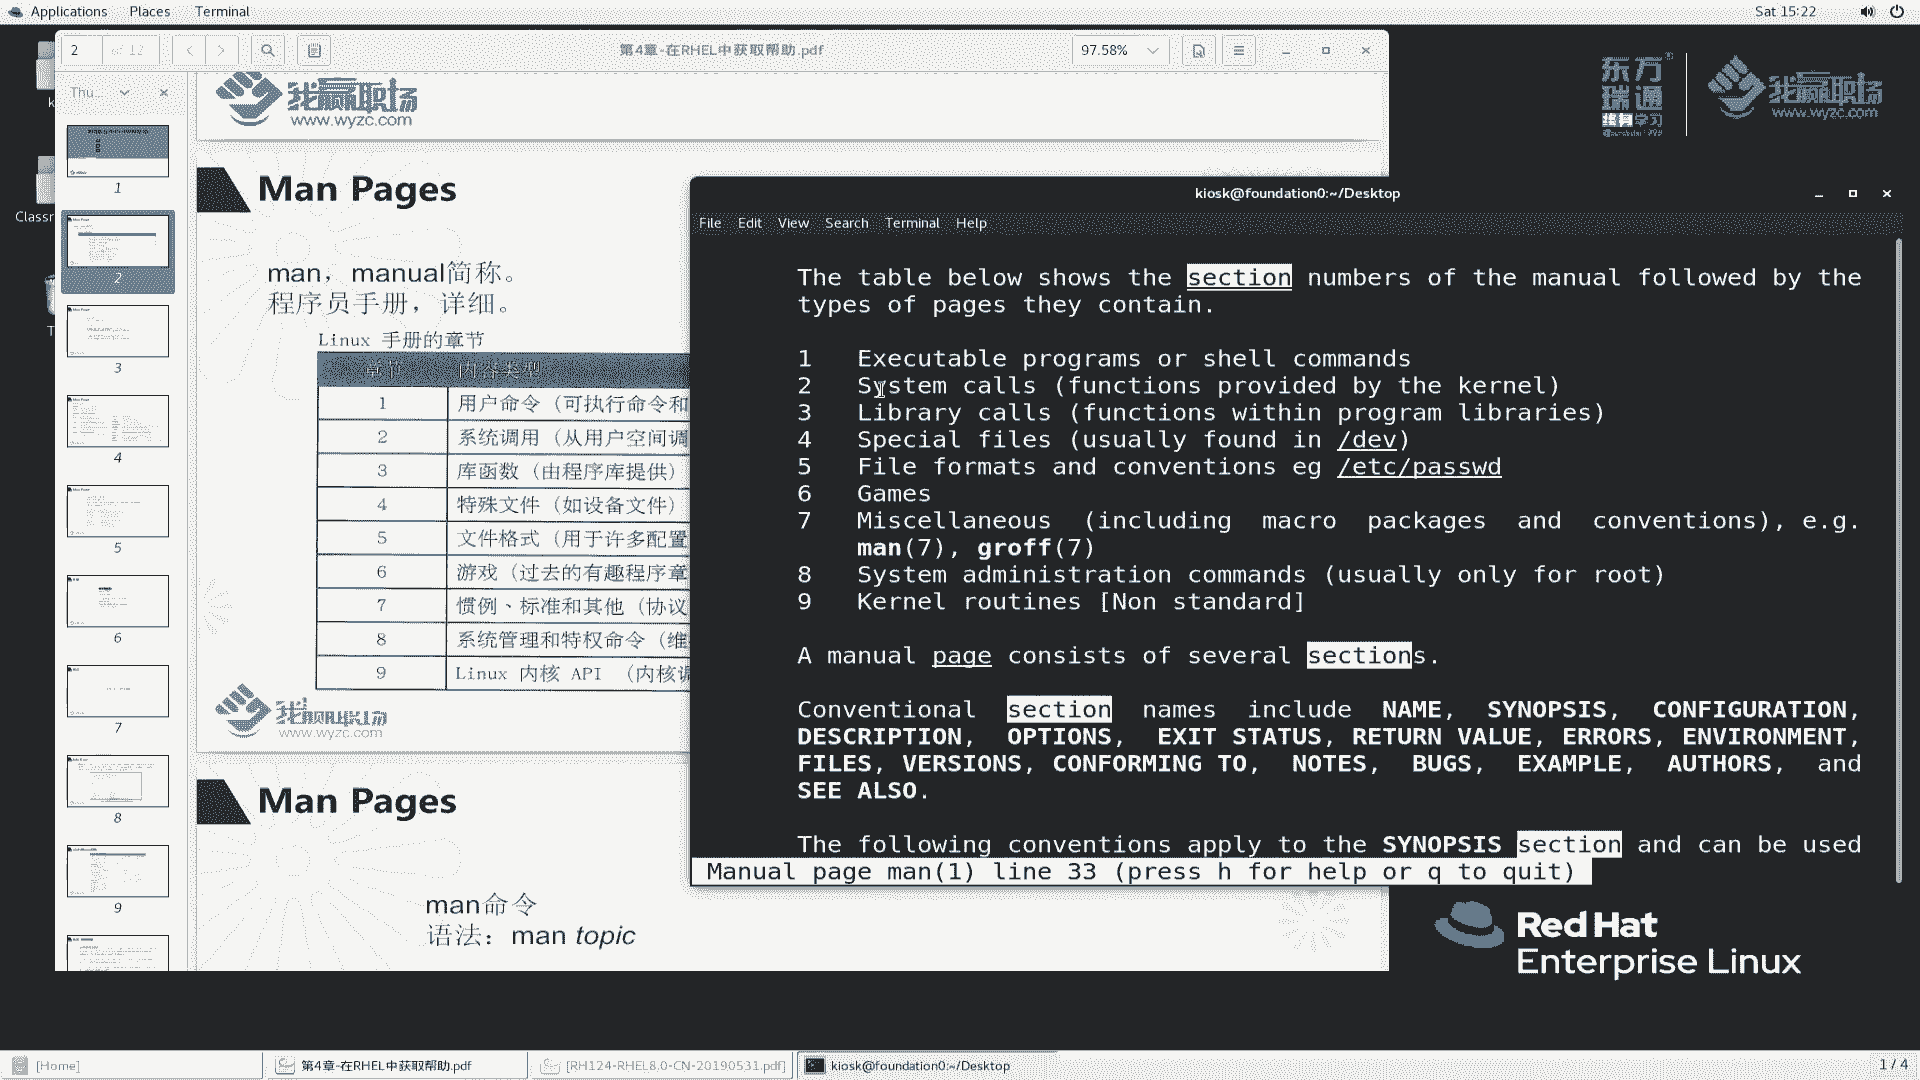 Applications Places Terminal Sat 15:22
2 of 12 第4章-在RHEL中获取帮助.pdf 97.58%
Thu...
1
2
3
4
5
6
7
8
9
我赢职场
www.wyzc.com
Man Pages
man，manual简称。
程序员手册，详细。
Linux 手册的章节
章节 内容类型
1 用户命令（可执行命令和
2 系统调用（从用户空间调
3 库函数（由程序库提供）
4 特殊文件（如设备文件）
5 文件格式（用于许多配置
6 游戏（过去的有趣程序章
7 惯例、标准和其他（协议
8 系统管理和特权命令（维
9 Linux 内核 API （内核调
我赢职场
www.wyzc.com
Man Pages
man命令
语法：man topic
东方瑞通
终身学习
我赢职场
www.wyzc.com
kiosk@foundation0:~/Desktop
File Edit View Search Terminal Help
The table below shows the section numbers of the manual followed by the
types of pages they contain.
1 Executable programs or shell commands
2 System calls (functions provided by the kernel)
3 Library calls (functions within program libraries)
4 Special files (usually found in /dev)
5 File formats and conventions eg /etc/passwd
6 Games
7 Miscellaneous (including macro packages and conventions), e.g.
man(7), groff(7)
8 System administration commands (usually only for root)
9 Kernel routines [Non standard]
A manual page consists of several sections.
Conventional section names include NAME, SYNOPSIS, CONFIGURATION,
DESCRIPTION, OPTIONS, EXIT STATUS, RETURN VALUE, ERRORS, ENVIRONMENT,
FILES, VERSIONS, CONFORMING TO, NOTES, BUGS, EXAMPLE, AUTHORS, and
SEE ALSO.
The following conventions apply to the SYNOPSIS section and can be used
Manual page man(1) line 33 (press h for help or q to quit)
Red Hat
Enterprise Linux
[Home] 第4章-在RHEL中获取帮助.pdf [RH124-RHEL8.0-CN-20190531.pdf] kiosk@foundation0:~/Desktop 1 / 4